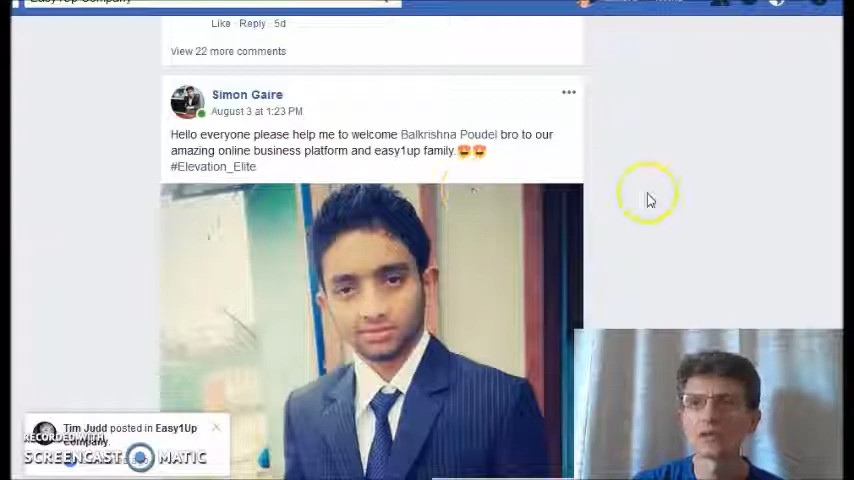 Easy1Up Company
Like · Reply · 5d
View 22 more comments
Simon Gaire
August 3 at 1:23 PM
Hello everyone please help me to welcome Balkrishna Poudel bro to our
amazing online business platform and easy1up family.😍😍
#Elevation_Elite
Tim Judd posted in Easy1Up
Company.
RECORDED WITH
SCREENCAST MATIC